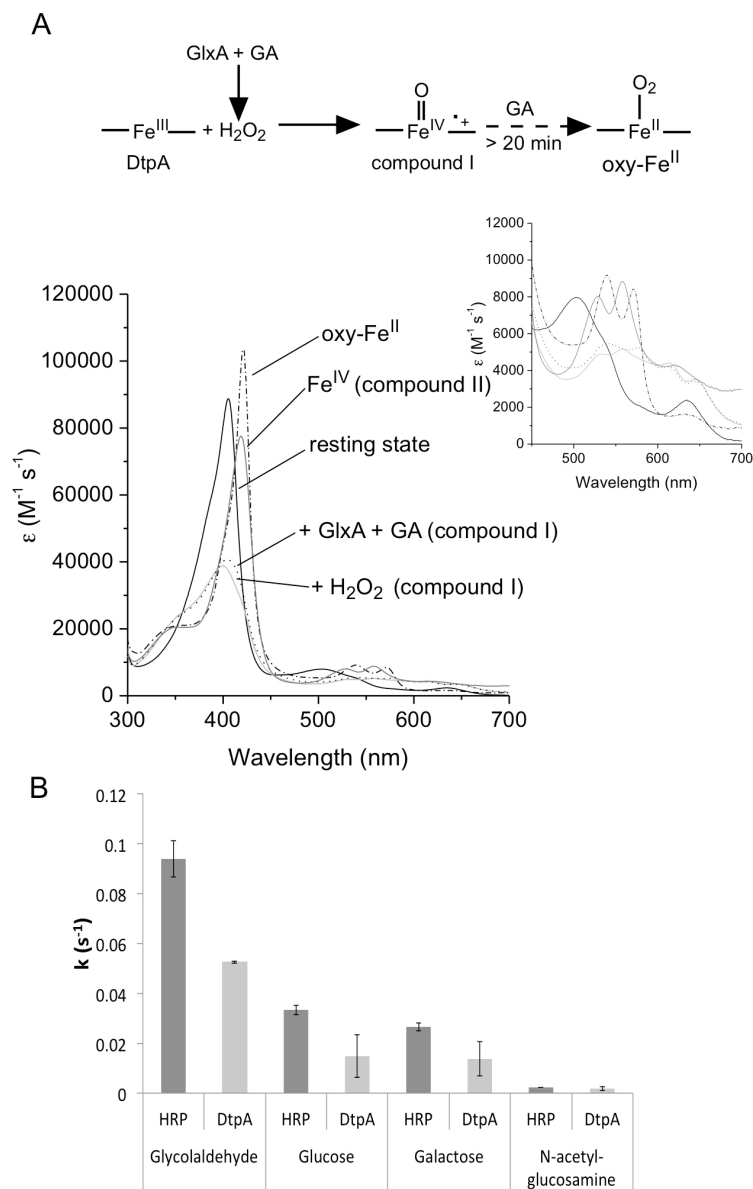 A
GlxA + GA
Fe^III + H₂O₂
DtpA
O
Fe^IV •+
compound I
GA
> 20 min
O₂
Fe^II
oxy-Fe^II
12000
10000
8000
6000
4000
2000
0
ε (M⁻¹ s⁻¹)
500 600 700
Wavelength (nm)
120000
100000
80000
60000
40000
20000
0
ε (M⁻¹ s⁻¹)
oxy-Fe^II
Fe^IV (compound II)
resting state
+ GlxA + GA (compound I)
+ H₂O₂ (compound I)
300 400 500 600 700
Wavelength (nm)
B
0.12
0.1
0.08
0.06
0.04
0.02
0
k (s⁻¹)
HRP DtpA HRP DtpA HRP DtpA HRP DtpA
Glycolaldehyde Glucose Galactose N-acetyl-
glucosamine